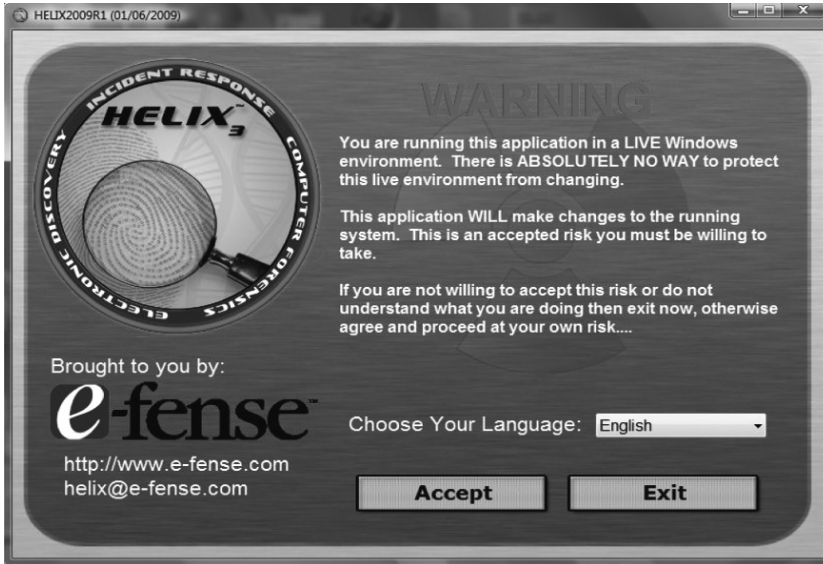 HELIX2009R1 (01/06/2009)
INCIDENT RESPONSE
COMPUTER FORENSICS
ELECTRONIC DISCOVERY
HELIX™
3
WARNING
You are running this application in a LIVE Windows
environment. There is ABSOLUTELY NO WAY to protect
this live environment from changing.
This application WILL make changes to the running
system. This is an accepted risk you must be willing to
take.
If you are not willing to accept this risk or do not
understand what you are doing then exit now, otherwise
agree and proceed at your own risk....
Brought to you by:
e-fense™
http://www.e-fense.com
helix@e-fense.com
Choose Your Language: English
Accept Exit